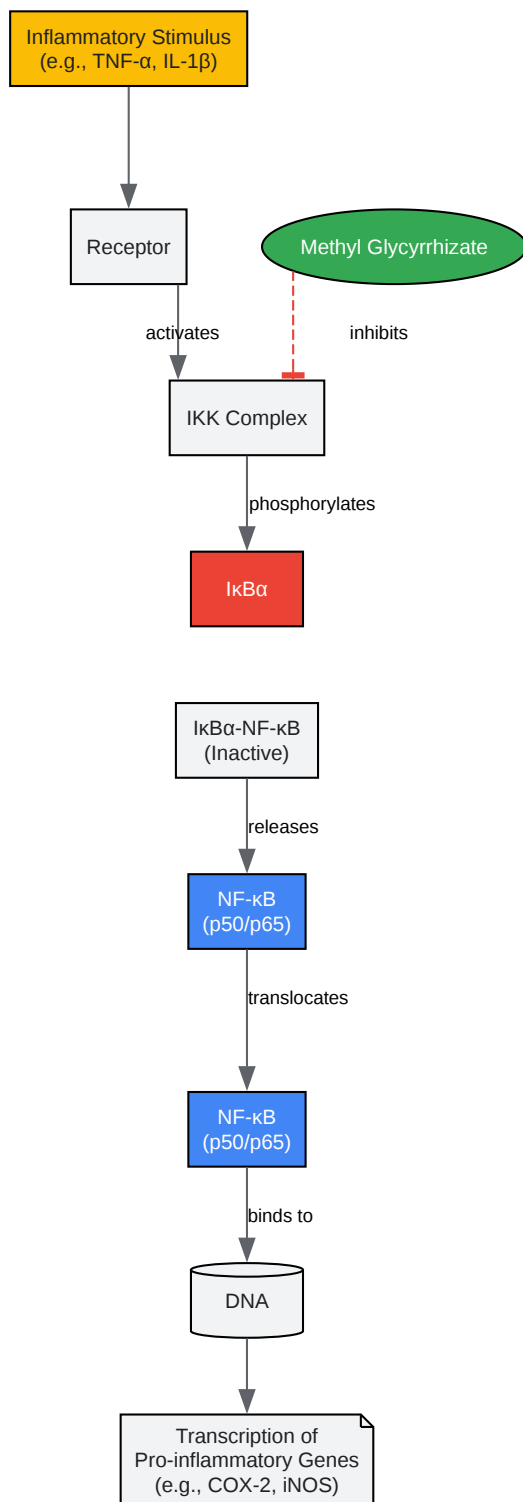 Inflammatory Stimulus
(e.g., TNF-α, IL-1β)
Receptor
Methyl Glycyrrhizate
activates
inhibits
IKK Complex
phosphorylates
IκBα
IκBα-NF-κB
(Inactive)
releases
NF-κB
(p50/p65)
translocates
NF-κB
(p50/p65)
binds to
DNA
Transcription of
Pro-inflammatory Genes
(e.g., COX-2, iNOS)